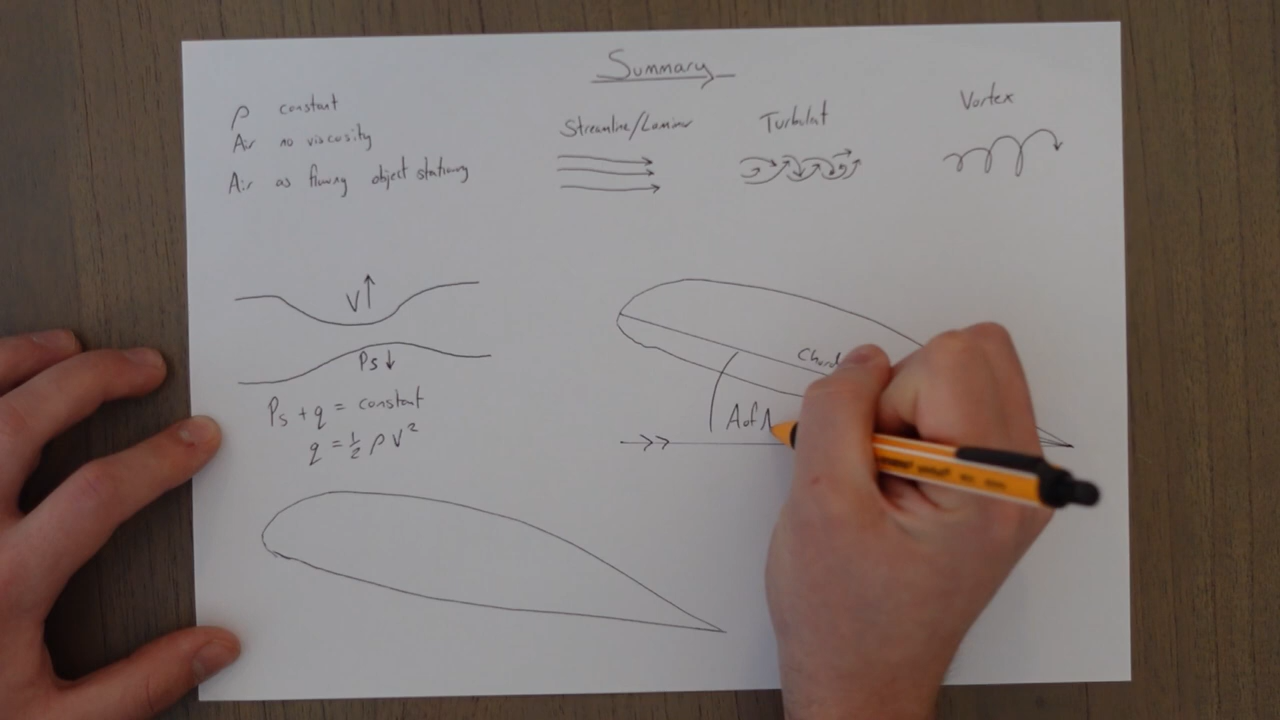 Summary
ρ constant
Air no viscosity
Air as flowing object stationary
Streamline/Laminar
Turbulent
Vortex
V↑
Ps↓
Ps + q = constant
q = ½ ρ V²
Chord
A of A